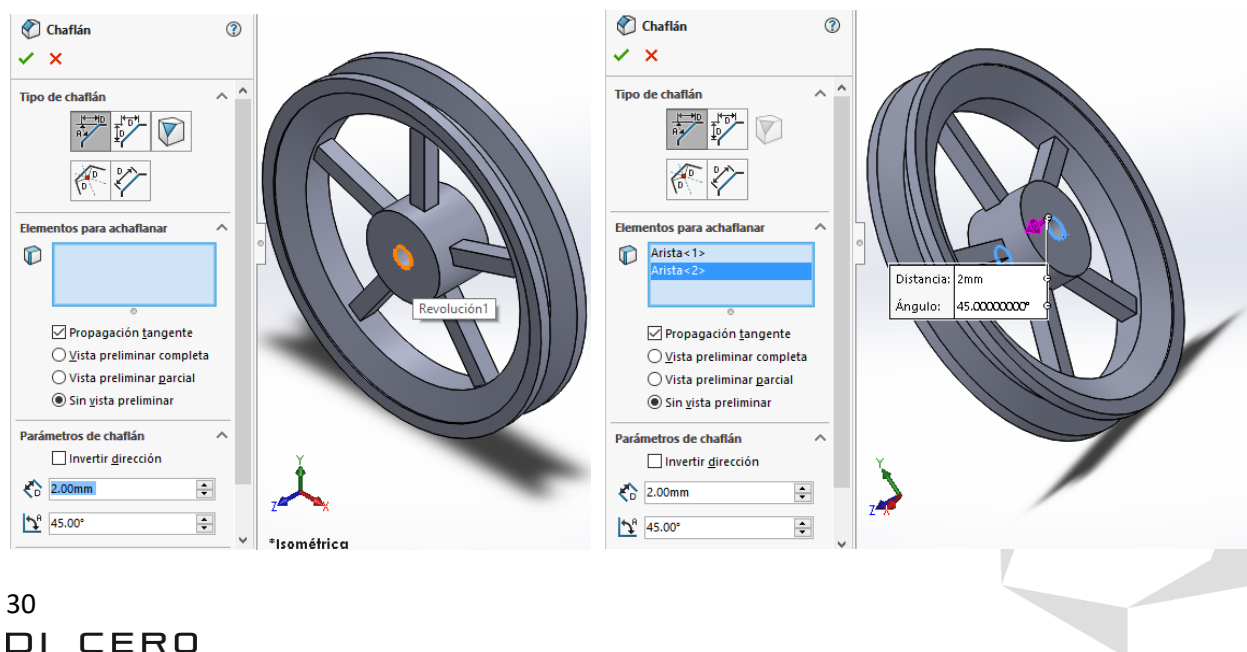 Chaflán
Tipo de chaflán
Elementos para achaflanar
Propagación tangente
Vista preliminar completa
Vista preliminar parcial
Sin vista preliminar
Parámetros de chaflán
Invertir dirección
2.00mm
45.00°
Revolución1
Y
Z
X
*Isométrica
Chaflán
Tipo de chaflán
Elementos para achaflanar
Arista<1>
Arista<2>
Propagación tangente
Vista preliminar completa
Vista preliminar parcial
Sin vista preliminar
Parámetros de chaflán
Invertir dirección
2.00mm
45.00°
Distancia: 2mm
Ángulo: 45.00000000°
Y
Z
X
30
DI CERO